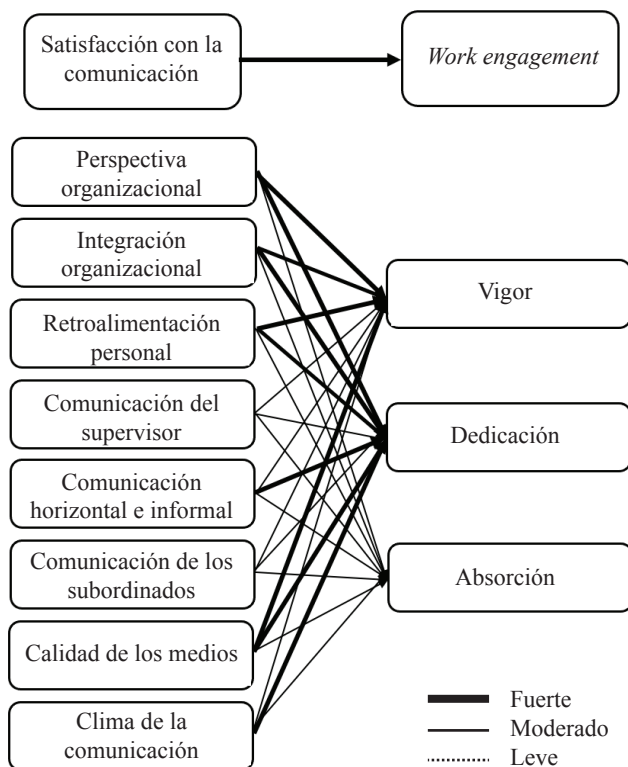 Satisfacción con la
comunicación
Work engagement
Perspectiva
organizacional
Integración
organizacional
Retroalimentación
personal
Comunicación del
supervisor
Comunicación
horizontal e informal
Comunicación de los
subordinados
Calidad de los medios
Clima de la
comunicación
Vigor
Dedicación
Absorción
Fuerte
Moderado
Leve